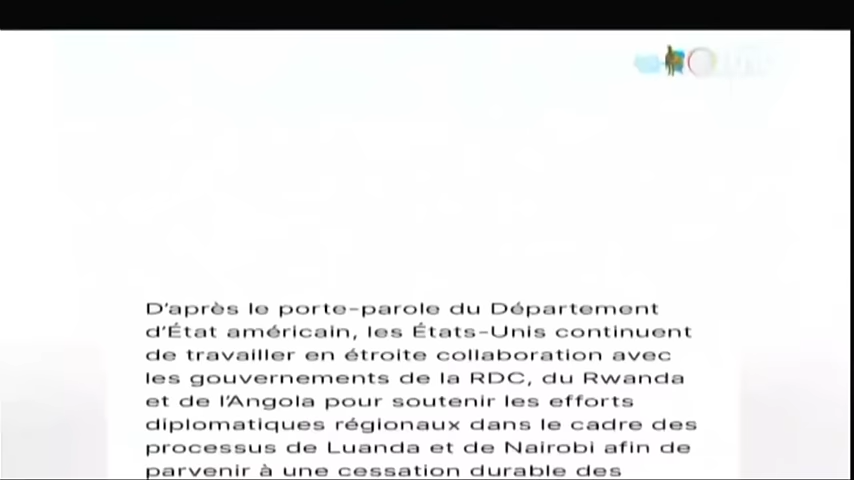 D'après le porte-parole du Département
d'État américain, les États-Unis continuent
de travailler en étroite collaboration avec
les gouvernements de la RDC, du Rwanda
et de l'Angola pour soutenir les efforts
diplomatiques régionaux dans le cadre des
processus de Luanda et de Nairobi afin de
parvenir à une cessation durable des